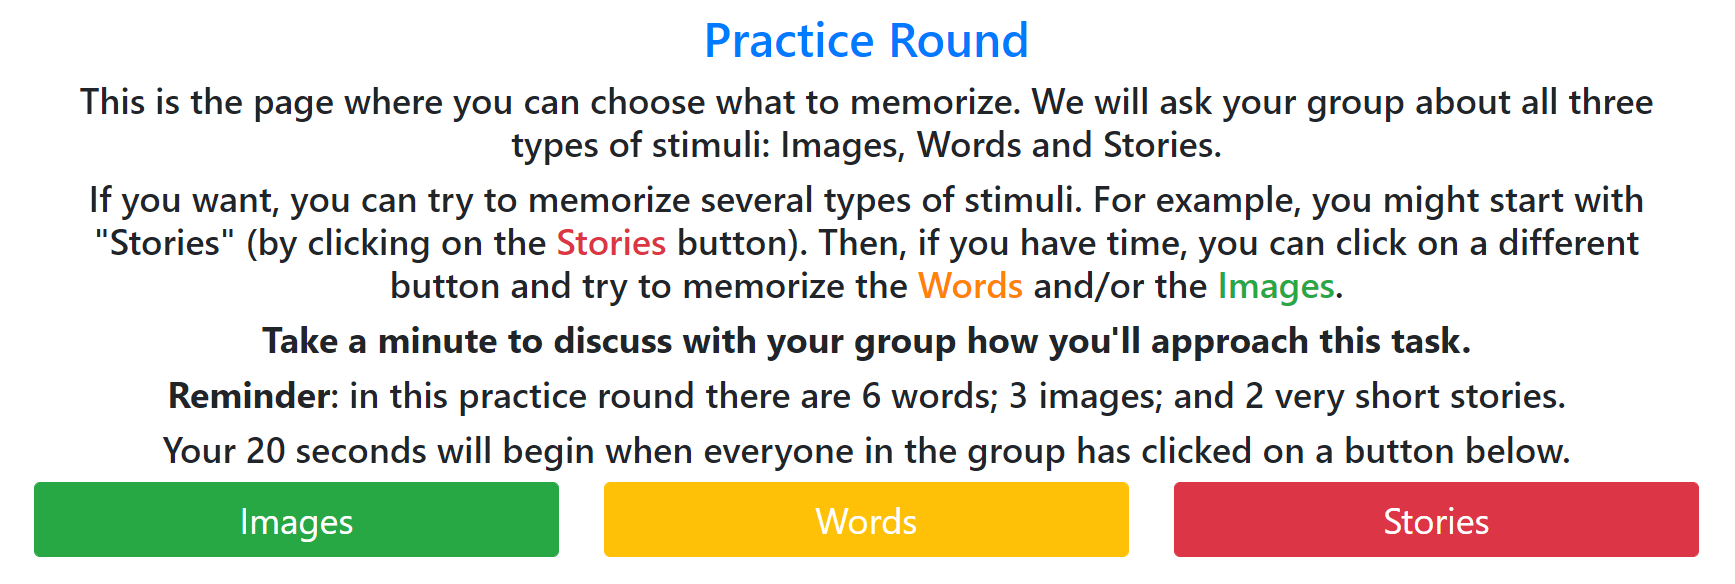 Practice Round
This is the page where you can choose what to memorize. We will ask your group about all three
types of stimuli: Images, Words and Stories.
If you want, you can try to memorize several types of stimuli. For example, you might start with
"Stories" (by clicking on the Stories button). Then, if you have time, you can click on a different
button and try to memorize the Words and/or the Images.
Take a minute to discuss with your group how you'll approach this task.
Reminder: in this practice round there are 6 words; 3 images; and 2 very short stories.
Your 20 seconds will begin when everyone in the group has clicked on a button below.
Images
Words
Stories